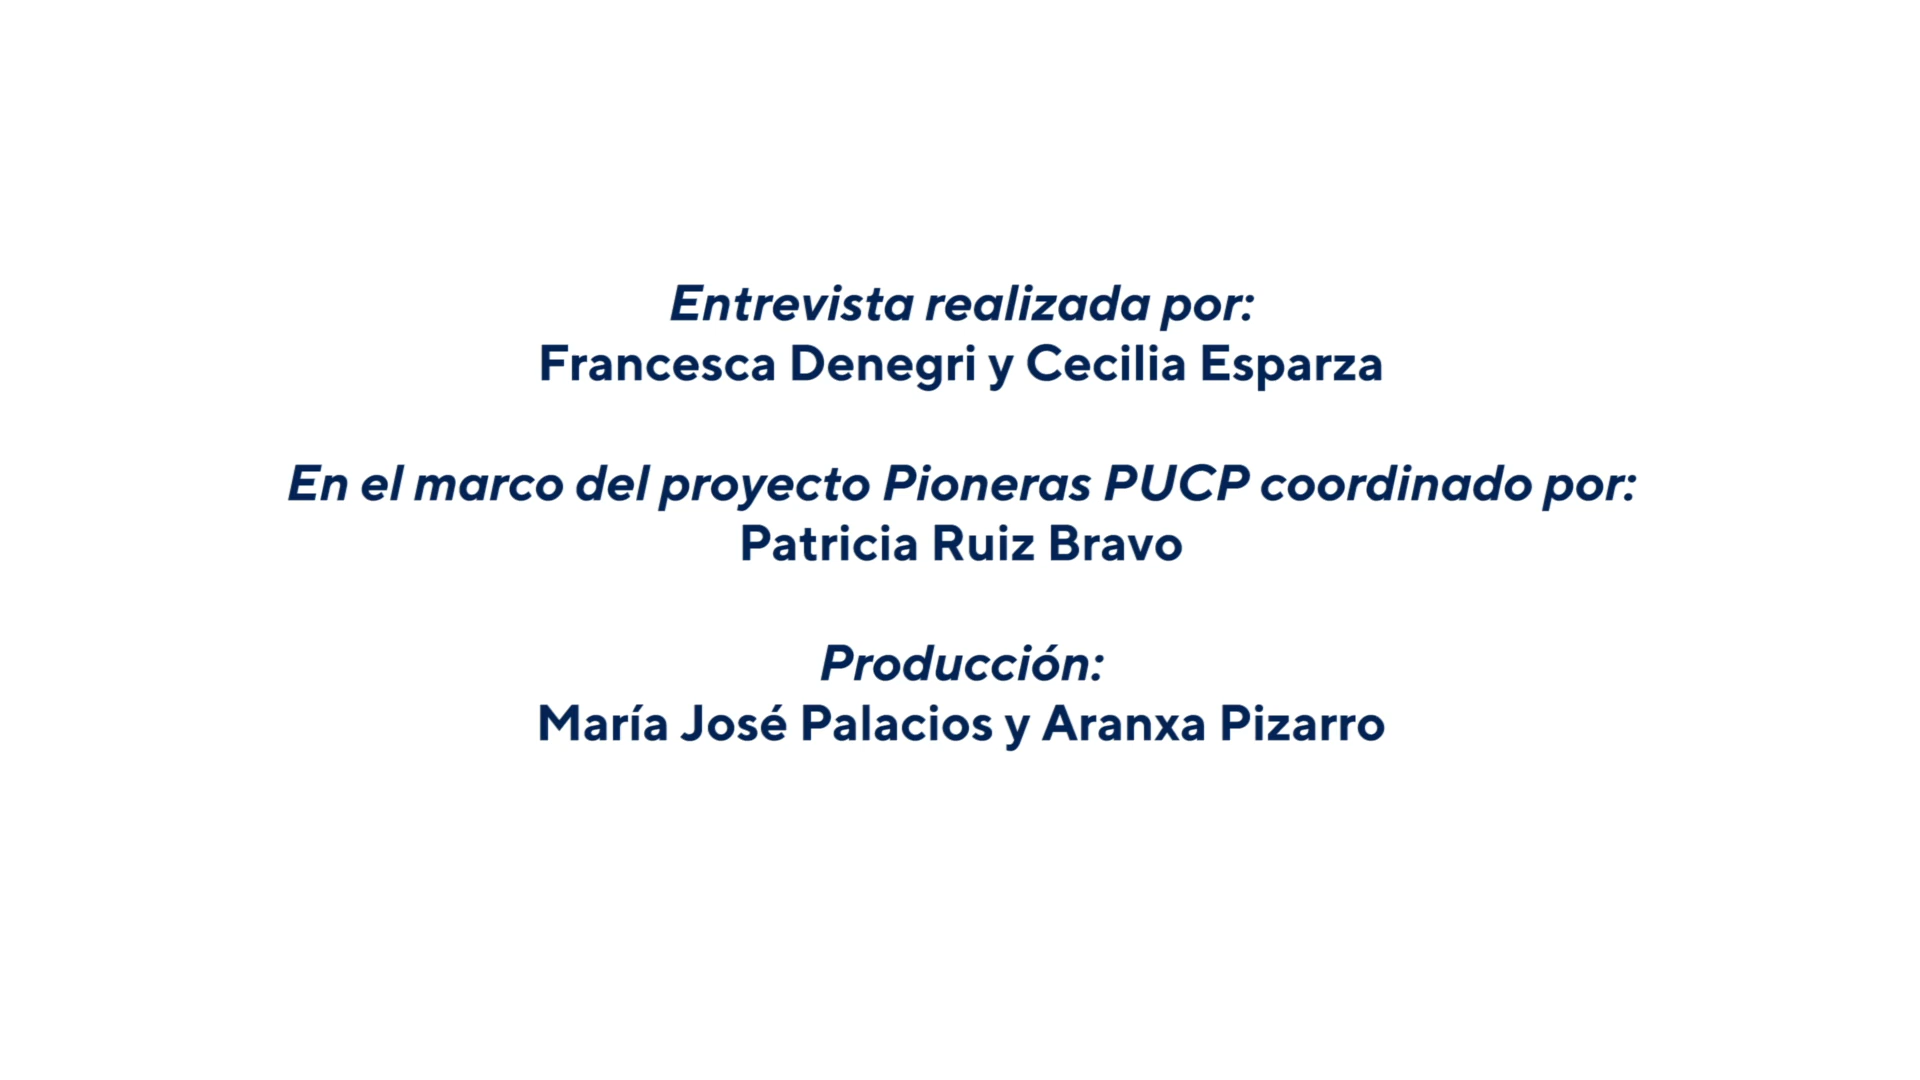 Entrevista realizada por:
Francesca Denegri y Cecilia Esparza
En el marco del proyecto Pioneras PUCP coordinado por:
Patricia Ruiz Bravo
Producción:
María José Palacios y Aranxa Pizarro